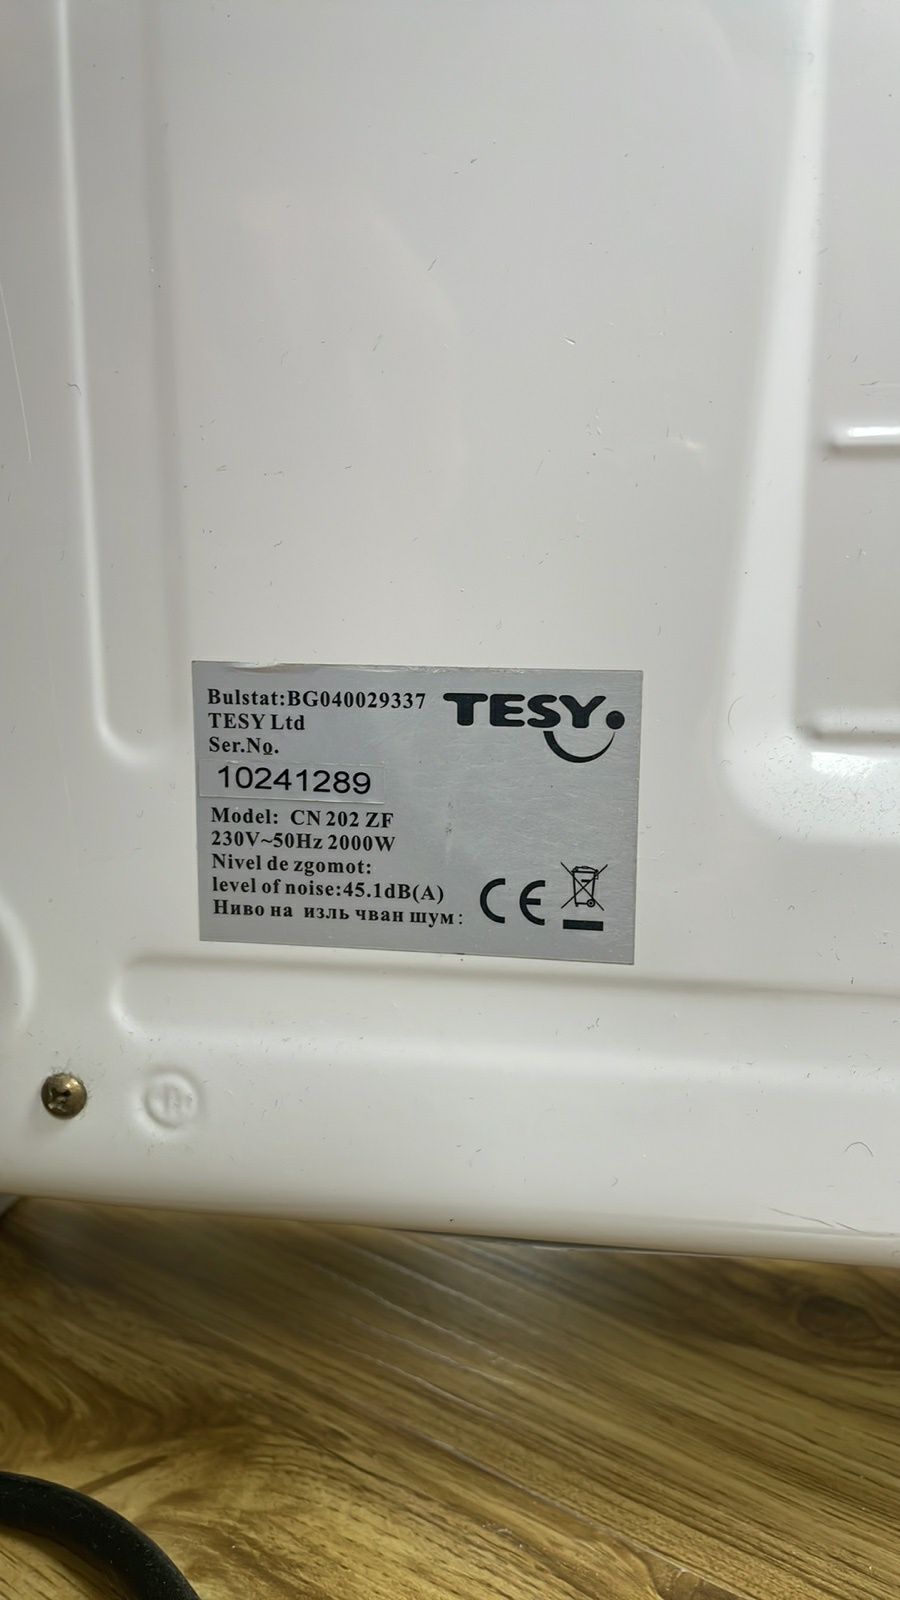 Bulstat:BG040029337
TESY
TESY Ltd
Ser.No.
10241289
Model: CN 202 ZF
230V~50Hz 2000W
Nivel de zgomot:
level of noise:45.1dB(A)
Ниво на изль чван шум:
CE